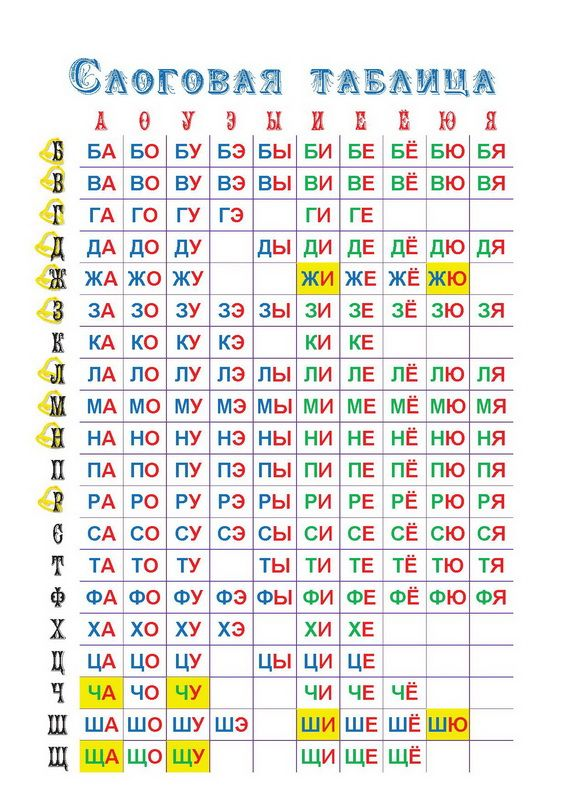 Слоговая таблица
А О У Э Ы И Е Ё Ю Я
Б БА БО БУ БЭ БЫ БИ БЕ БЁ БЮ БЯ
В ВА ВО ВУ ВЭ ВЫ ВИ ВЕ ВЁ ВЮ ВЯ
Г ГА ГО ГУ ГЭ ГИ ГЕ
Д ДА ДО ДУ ДЫ ДИ ДЕ ДЁ ДЮ ДЯ
Ж ЖА ЖО ЖУ ЖИ ЖЕ ЖЁ ЖЮ
З ЗА ЗО ЗУ ЗЭ ЗЫ ЗИ ЗЕ ЗЁ ЗЮ ЗЯ
К КА КО КУ КЭ КИ КЕ
Л ЛА ЛО ЛУ ЛЭ ЛЫ ЛИ ЛЕ ЛЁ ЛЮ ЛЯ
М МА МО МУ МЭ МЫ МИ МЕ МЁ МЮ МЯ
Н НА НО НУ НЭ НЫ НИ НЕ НЁ НЮ НЯ
П ПА ПО ПУ ПЭ ПЫ ПИ ПЕ ПЁ ПЮ ПЯ
Р РА РО РУ РЭ РЫ РИ РЕ РЁ РЮ РЯ
С СА СО СУ СЭ СЫ СИ СЕ СЁ СЮ СЯ
Т ТА ТО ТУ ТЫ ТИ ТЕ ТЁ ТЮ ТЯ
Ф ФА ФО ФУ ФЭ ФЫ ФИ ФЕ ФЁ ФЮ ФЯ
Х ХА ХО ХУ ХЭ ХИ ХЕ
Ц ЦА ЦО ЦУ ЦЫ ЦИ ЦЕ
Ч ЧА ЧО ЧУ ЧИ ЧЕ ЧЁ
Ш ША ШО ШУ ШЭ ШИ ШЕ ШЁ ШЮ
Щ ЩА ЩО ЩУ ЩИ ЩЕ ЩЁ